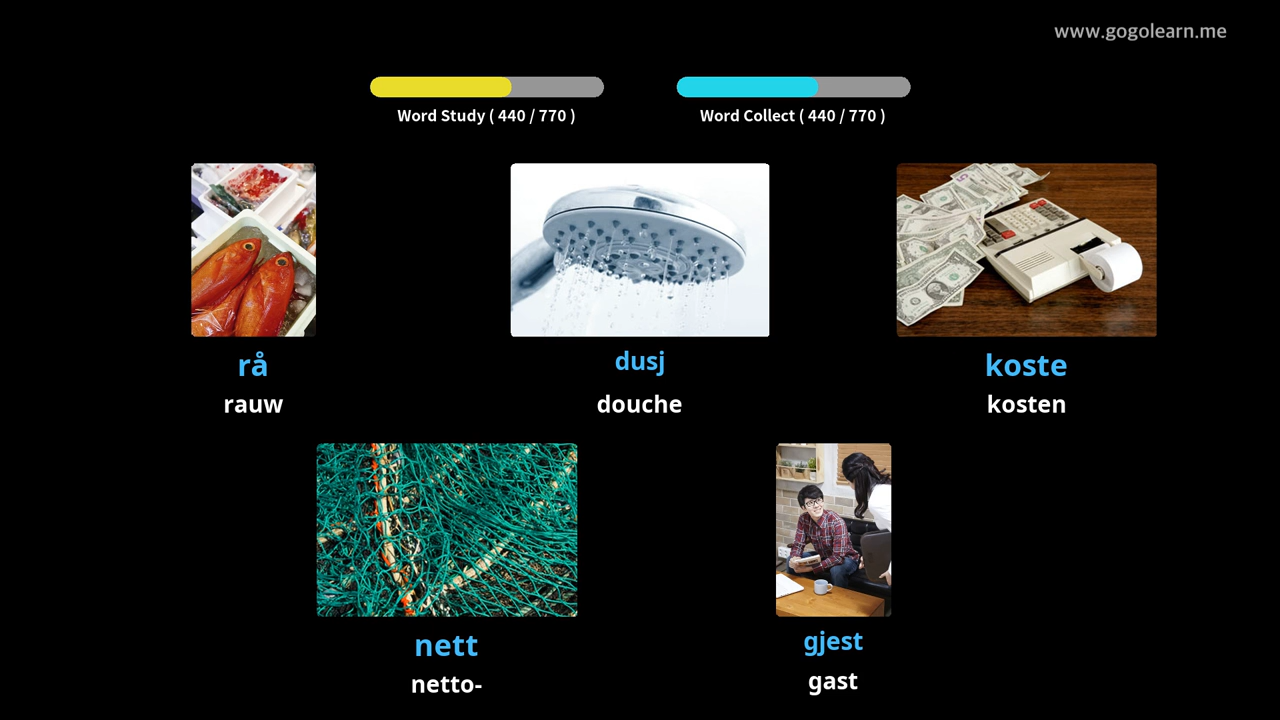 www.gogolearn.me
Word Study ( 440 / 770 )
Word Collect ( 440 / 770 )
rå
dusj
koste
rauw
douche
kosten
nett
gjest
netto-
gast